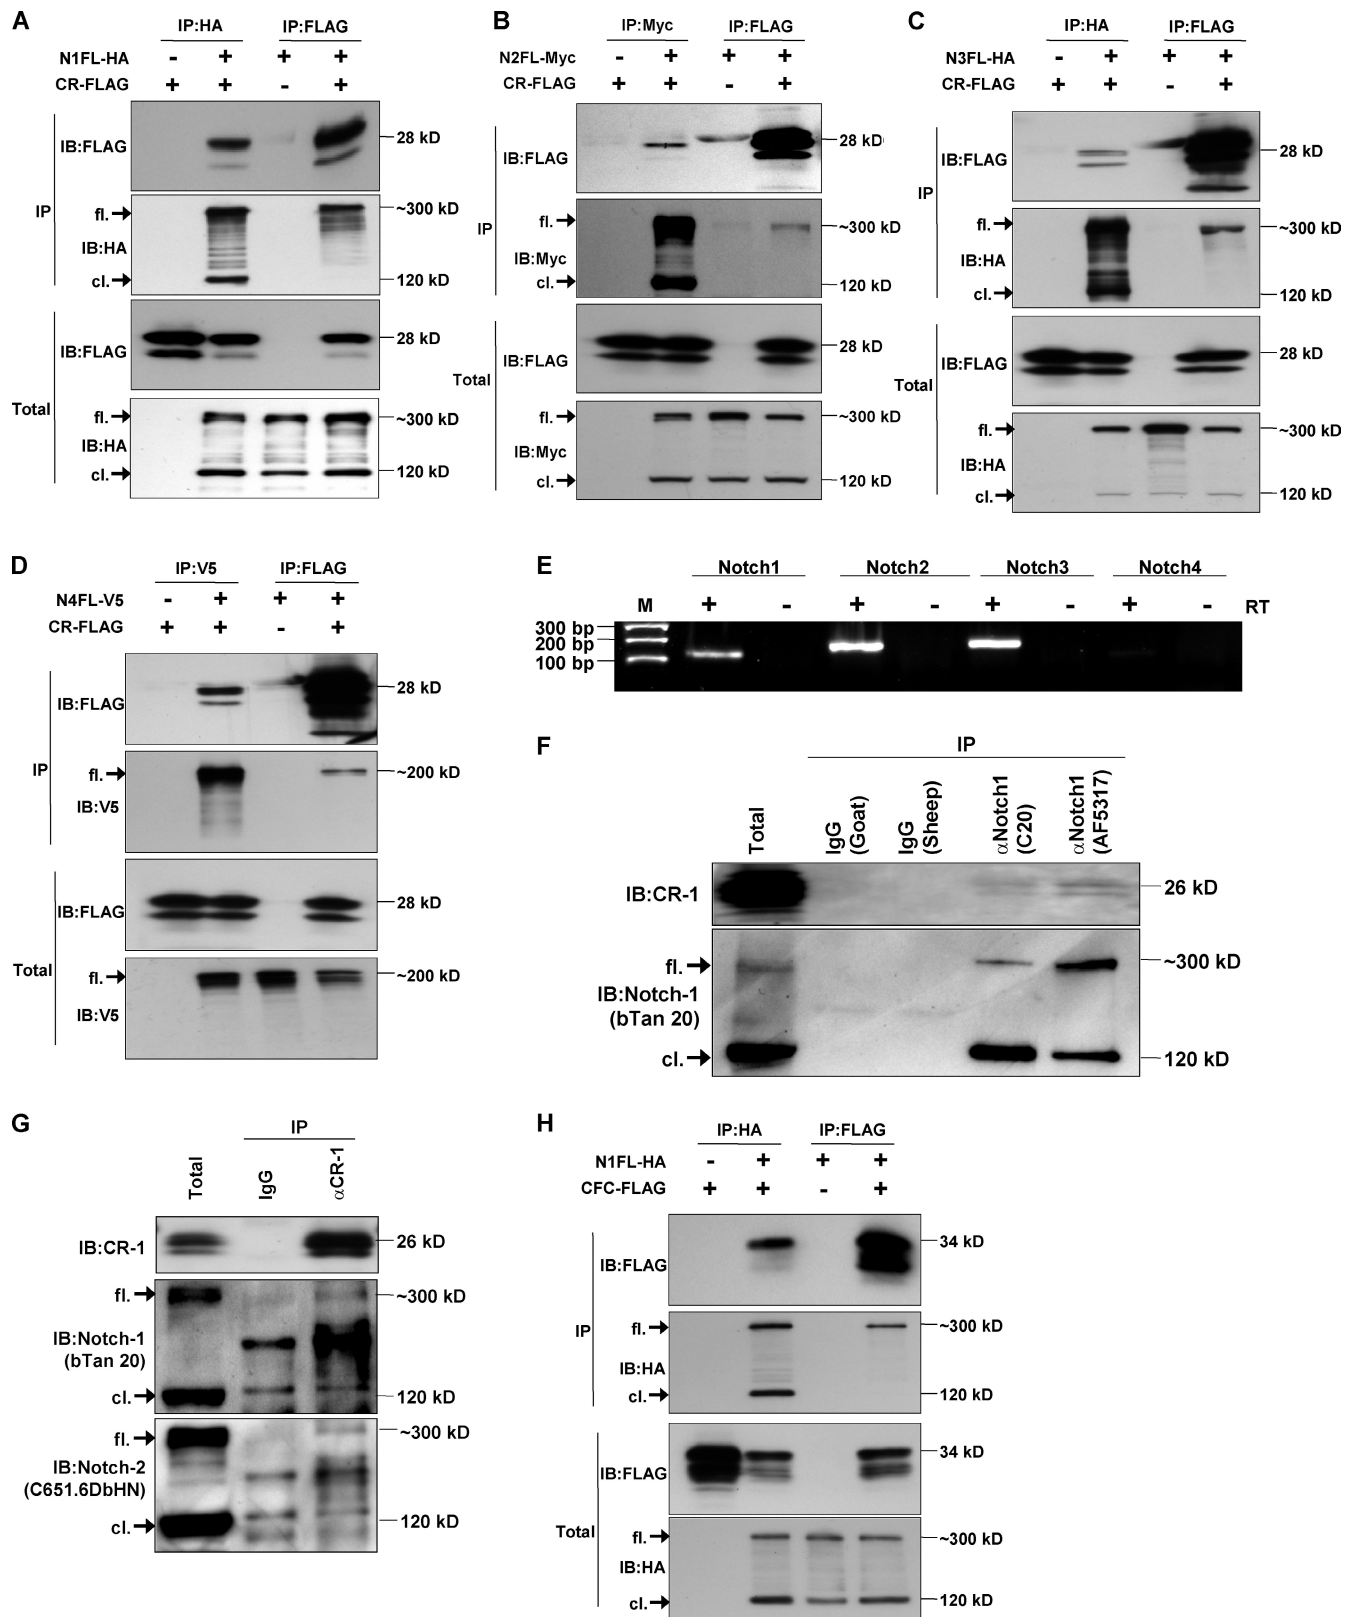 A
IP:HA IP:FLAG
N1FL-HA - + + +
CR-FLAG + + - +
IP
IB:FLAG 28 kD
fl. ~300 kD
IB:HA
cl. 120 kD
Total
IB:FLAG 28 kD
fl. ~300 kD
IB:HA
cl. 120 kD
B
IP:Myc IP:FLAG
N2FL-Myc - + + +
CR-FLAG + + - +
IP
IB:FLAG 28 kD
fl. ~300 kD
IB:Myc
cl. 120 kD
Total
IB:FLAG 28 kD
fl. ~300 kD
IB:Myc
cl. 120 kD
C
IP:HA IP:FLAG
N3FL-HA - + + +
CR-FLAG + + - +
IP
IB:FLAG 28 kD
fl. ~300 kD
IB:HA
cl. 120 kD
Total
IB:FLAG 28 kD
fl. ~300 kD
IB:HA
cl. 120 kD
D
IP:V5 IP:FLAG
N4FL-V5 - + + +
CR-FLAG + + - +
IP
IB:FLAG 28 kD
fl. ~200 kD
IB:V5
Total
IB:FLAG 28 kD
fl. ~200 kD
IB:V5
E
Notch1 Notch2 Notch3 Notch4
M + - + - + - + - RT
300 bp
200 bp
100 bp
F
IP
Total
IgG (Goat)
IgG (Sheep)
αNotch1 (C20)
αNotch1 (AF5317)
IB:CR-1 26 kD
fl. ~300 kD
IB:Notch-1
(bTan 20)
cl. 120 kD
G
IP
Total
IgG
αCR-1
IB:CR-1 26 kD
fl. ~300 kD
IB:Notch-1
(bTan 20)
cl. 120 kD
fl. ~300 kD
IB:Notch-2
(C651.6DbHN)
cl. 120 kD
H
IP:HA IP:FLAG
N1FL-HA - + + +
CFC-FLAG + + - +
IP
IB:FLAG 34 kD
fl. ~300 kD
IB:HA
cl. 120 kD
Total
IB:FLAG 34 kD
fl. ~300 kD
IB:HA
cl. 120 kD